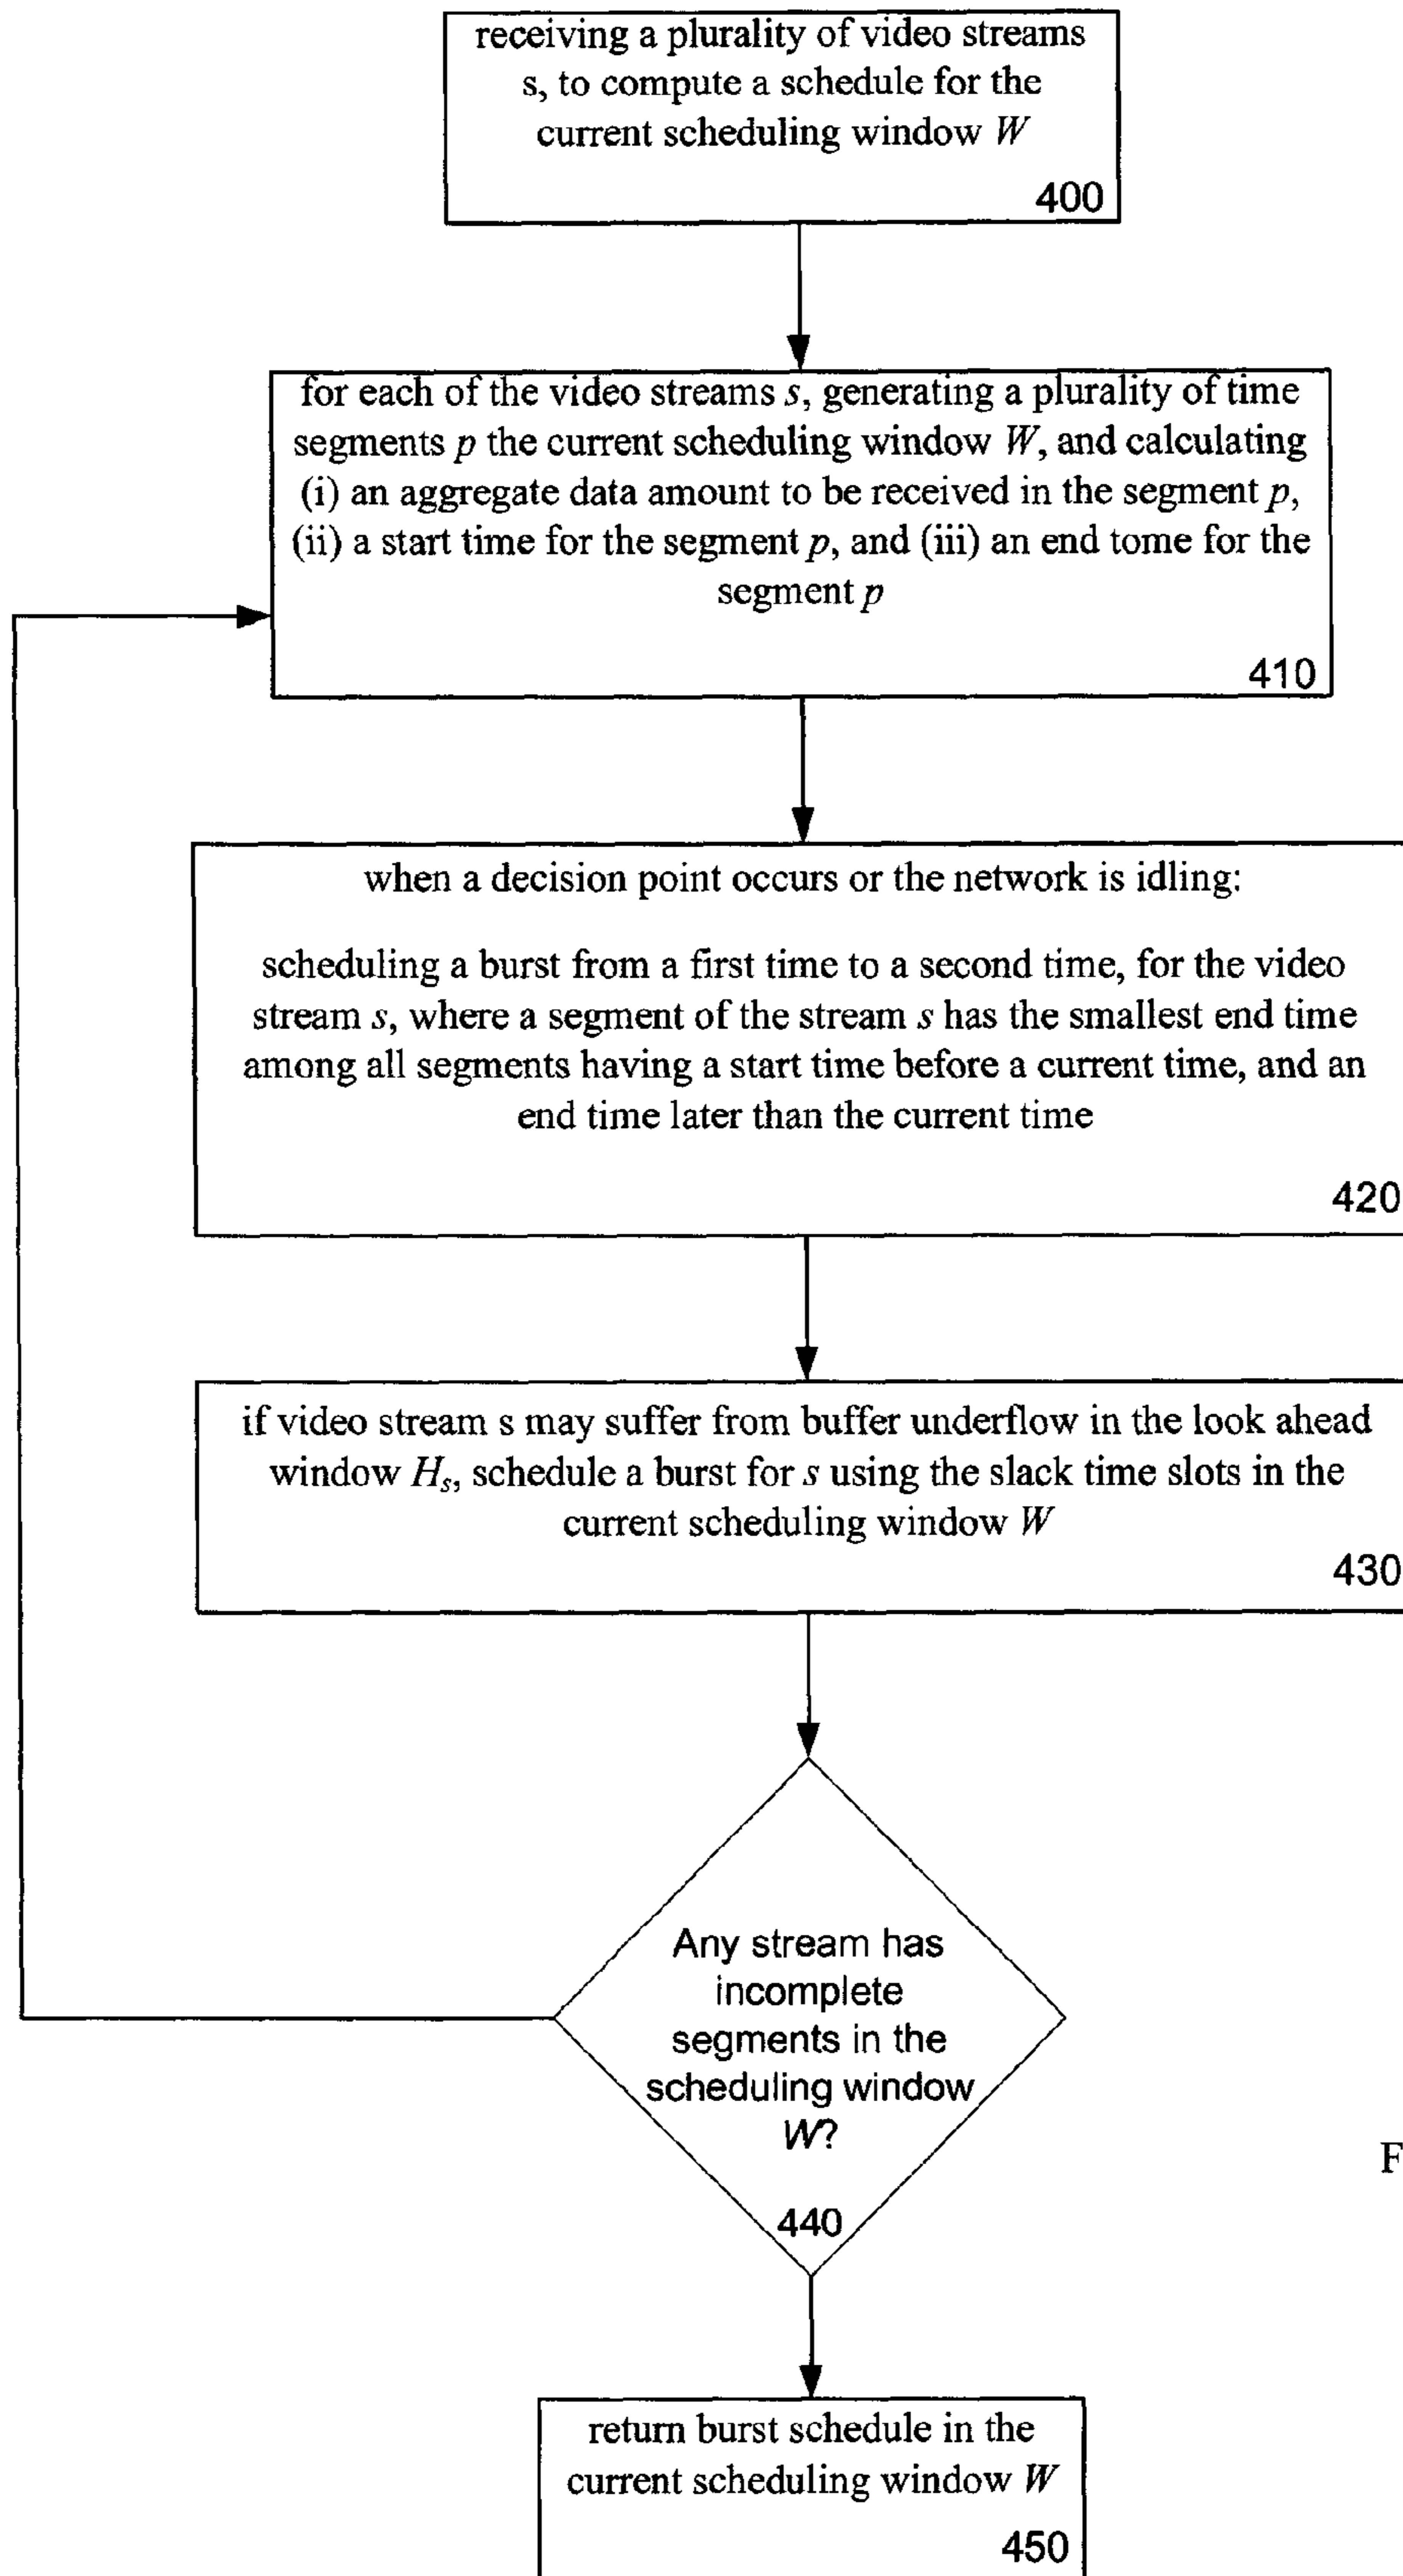 receiving a plurality of video streams
s, to compute a schedule for the
current scheduling window W
400
for each of the video streams s, generating a plurality of time
segments p the current scheduling window W, and calculating
(i) an aggregate data amount to be received in the segment p,
(ii) a start time for the segment p, and (iii) an end tome for the
segment p
410
when a decision point occurs or the network is idling:
scheduling a burst from a first time to a second time, for the video
stream s, where a segment of the stream s has the smallest end time
among all segments having a start time before a current time, and an
end time later than the current time
420
if video stream s may suffer from buffer underflow in the look ahead
window Hs, schedule a burst for s using the slack time slots in the
current scheduling window W
430
Any stream has
incomplete
segments in the
scheduling window
W?
440
F
return burst schedule in the
current scheduling window W
450